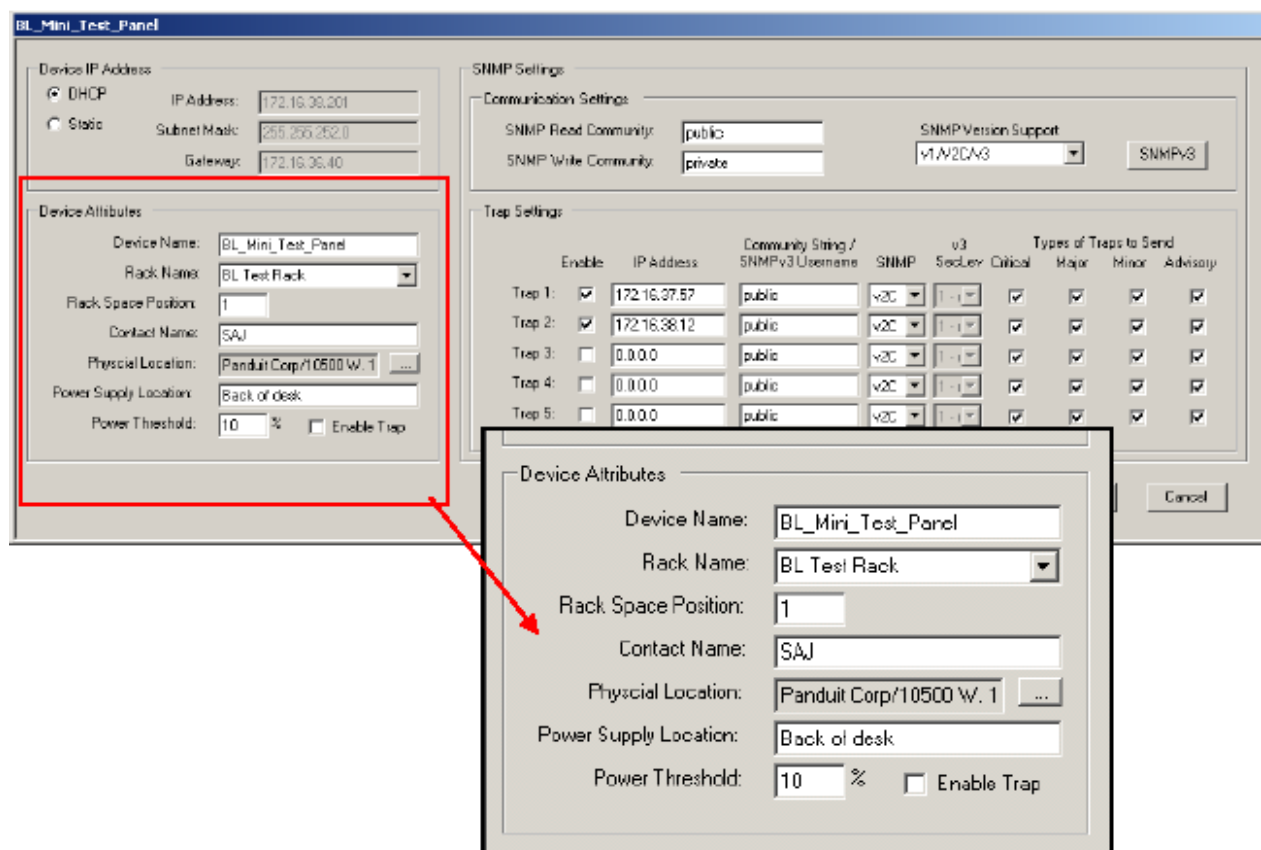 BL_Mini_Test_Panel
Device IP Address
DHCP
Static
IP Address: 172.16.38.201
Subnet Mask: 255.255.252.0
Gateway: 172.16.36.40
Device Attributes
Device Name: BL_Mini_Test_Panel
Rack Name: BL Test Rack
Rack Space Position: 1
Contact Name: SAJ
Physcial Location: Panduit Corp/10500 W. 1 ...
Power Supply Location: Back of desk
Power Threshold: 10 % Enable Trap
SNMP Settings
Communication Settings
SNMP Read Community: public
SNMP Write Community: private
SNMP Version Support
v1/V2C/v3
SNMPv3
Trap Settings
Community String / v3 Types of Traps to Send
Enable IP Address SNMPv3 Username SNMP SecLev Critical Major Minor Advisory
Trap 1: 172.16.37.57 public v2C
Trap 2: 172.16.38.12 public v2C
Trap 3: 0.0.0.0 public v2C
Trap 4: 0.0.0.0 public v2C
Trap 5: 0.0.0.0 public v2C
Cancel
Device Attributes
Device Name: BL_Mini_Test_Panel
Rack Name: BL Test Rack
Rack Space Position: 1
Contact Name: SAJ
Physcial Location: Panduit Corp/10500 W. 1 ...
Power Supply Location: Back of desk
Power Threshold: 10 % Enable Trap